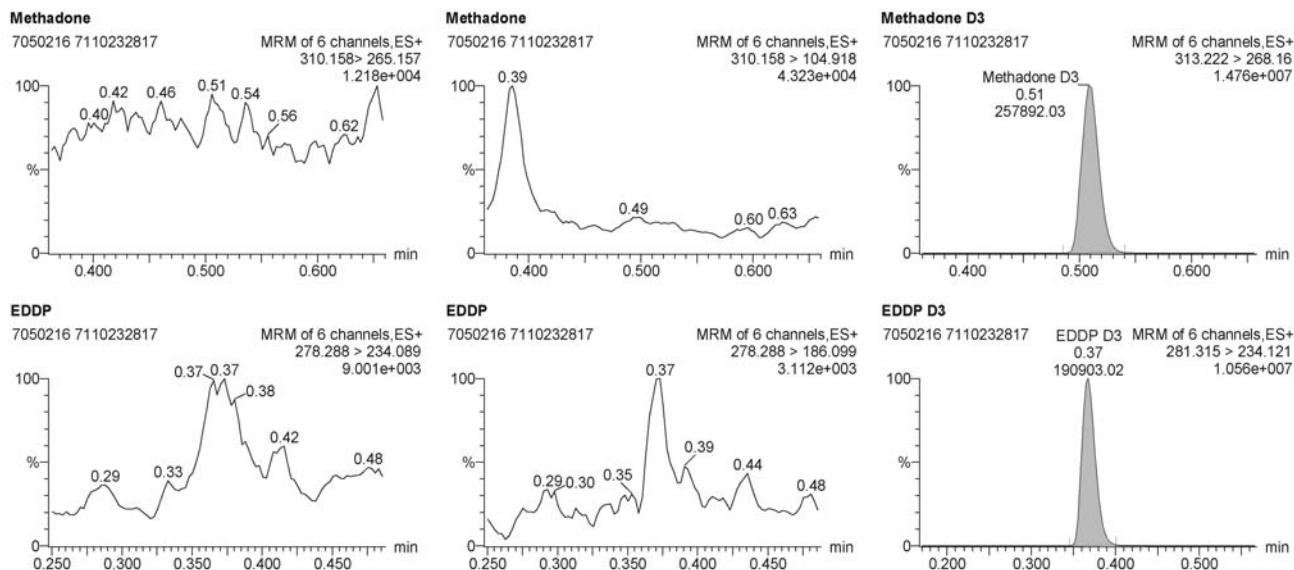 Methadone
7050216 7110232817
MRM of 6 channels,ES+
310.158> 265.157
1.218e+004
100
%
0
0.40
0.42
0.46
0.51
0.54
0.56
0.62
0.400
0.500
0.600
min
Methadone
7050216 7110232817
MRM of 6 channels,ES+
310.158 > 104.918
4.323e+004
100
%
0
0.39
0.49
0.60
0.63
0.400
0.500
0.600
min
Methadone D3
7050216 7110232817
MRM of 6 channels,ES+
313.222 > 268.16
1.476e+007
Methadone D3
0.51
257892.03
100
%
0
0.400
0.500
0.600
min
EDDP
7050216 7110232817
MRM of 6 channels,ES+
278.288 > 234.089
9.001e+003
100
%
0
0.29
0.33
0.37
0.37
0.38
0.42
0.48
0.250
0.300
0.350
0.400
0.450
min
EDDP
7050216 7110232817
MRM of 6 channels,ES+
278.288 > 186.099
3.112e+003
100
%
0
0.29
0.30
0.35
0.37
0.39
0.44
0.48
0.250
0.300
0.350
0.400
0.450
min
EDDP D3
7050216 7110232817
MRM of 6 channels,ES+
281.315 > 234.121
1.056e+007
EDDP D3
0.37
190903.02
100
%
0
0.200
0.250
0.300
0.350
0.400
0.450
0.500
0.550
min